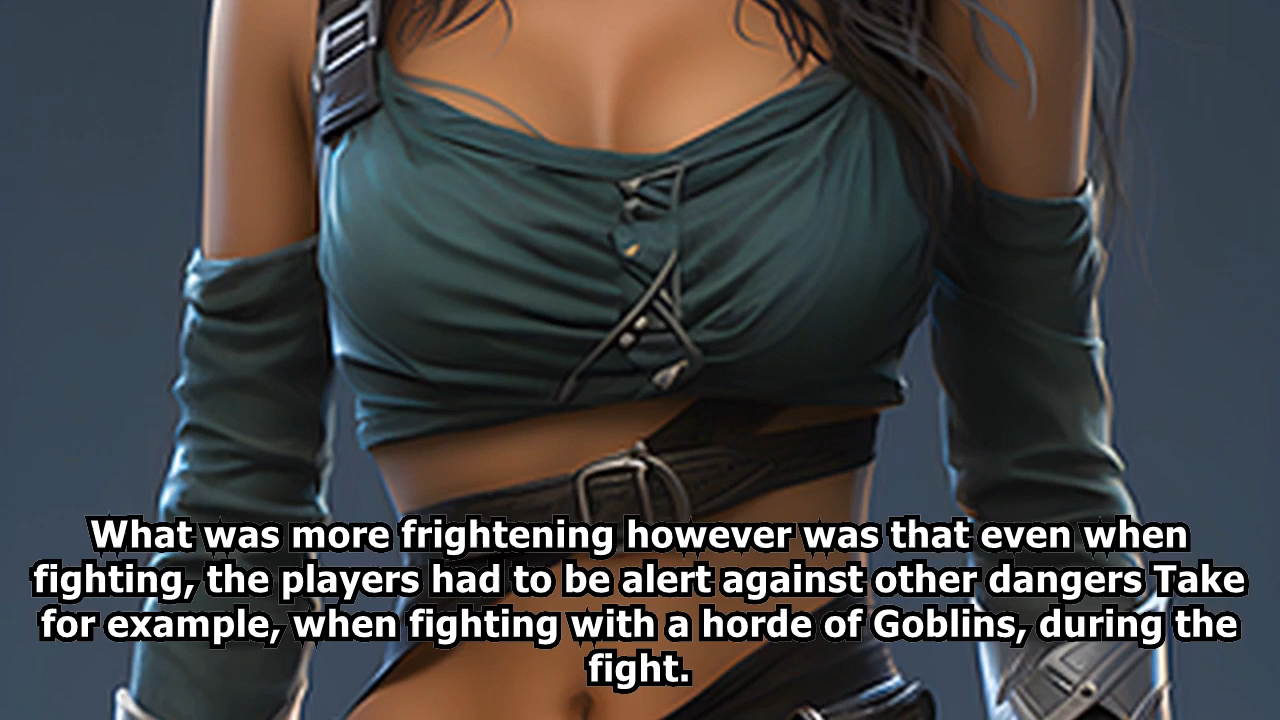 What was more frightening however was that even when
fighting, the players had to be alert against other dangers Take
for example, when fighting with a horde of Goblins, during the
fight.